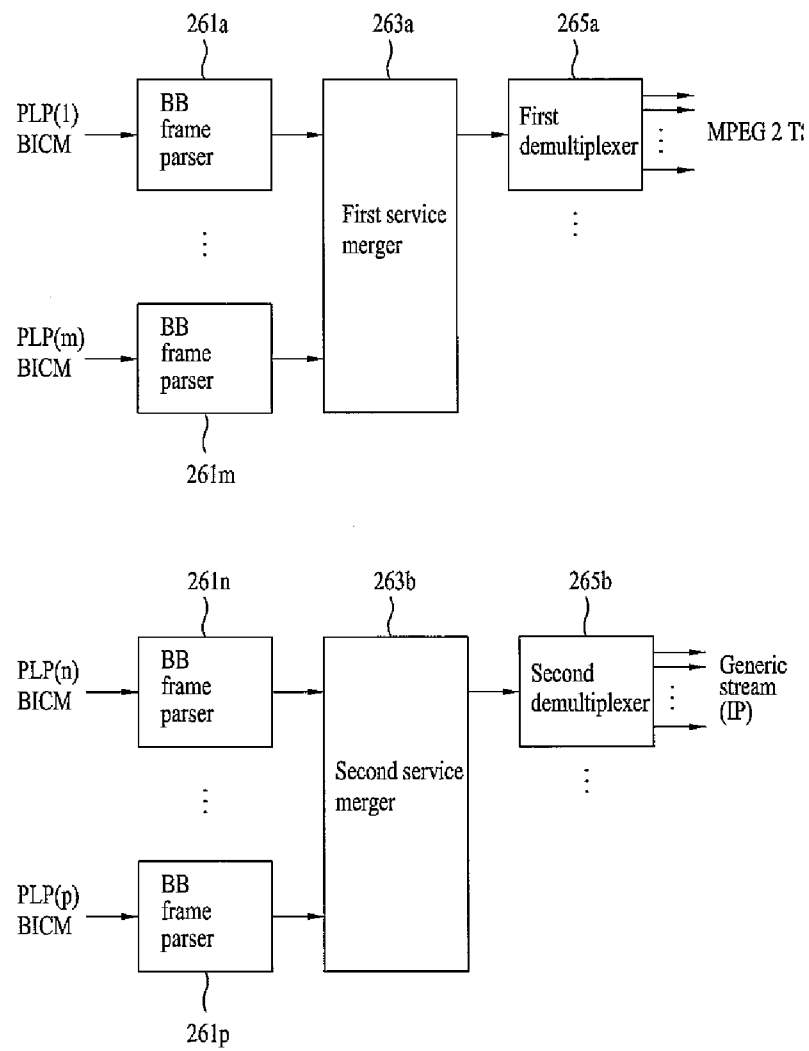 261a
263a
265a
PLP(1)
BICM
BB
frame
parser
First service
merger
First
demultiplexer
MPEG 2 TS
PLP(m)
BICM
BB
frame
parser
261m
261n
263b
265b
PLP(n)
BICM
BB
frame
parser
Second service
merger
Second
demultiplexer
Generic
stream
(IP)
PLP(p)
BICM
BB
frame
parser
261p